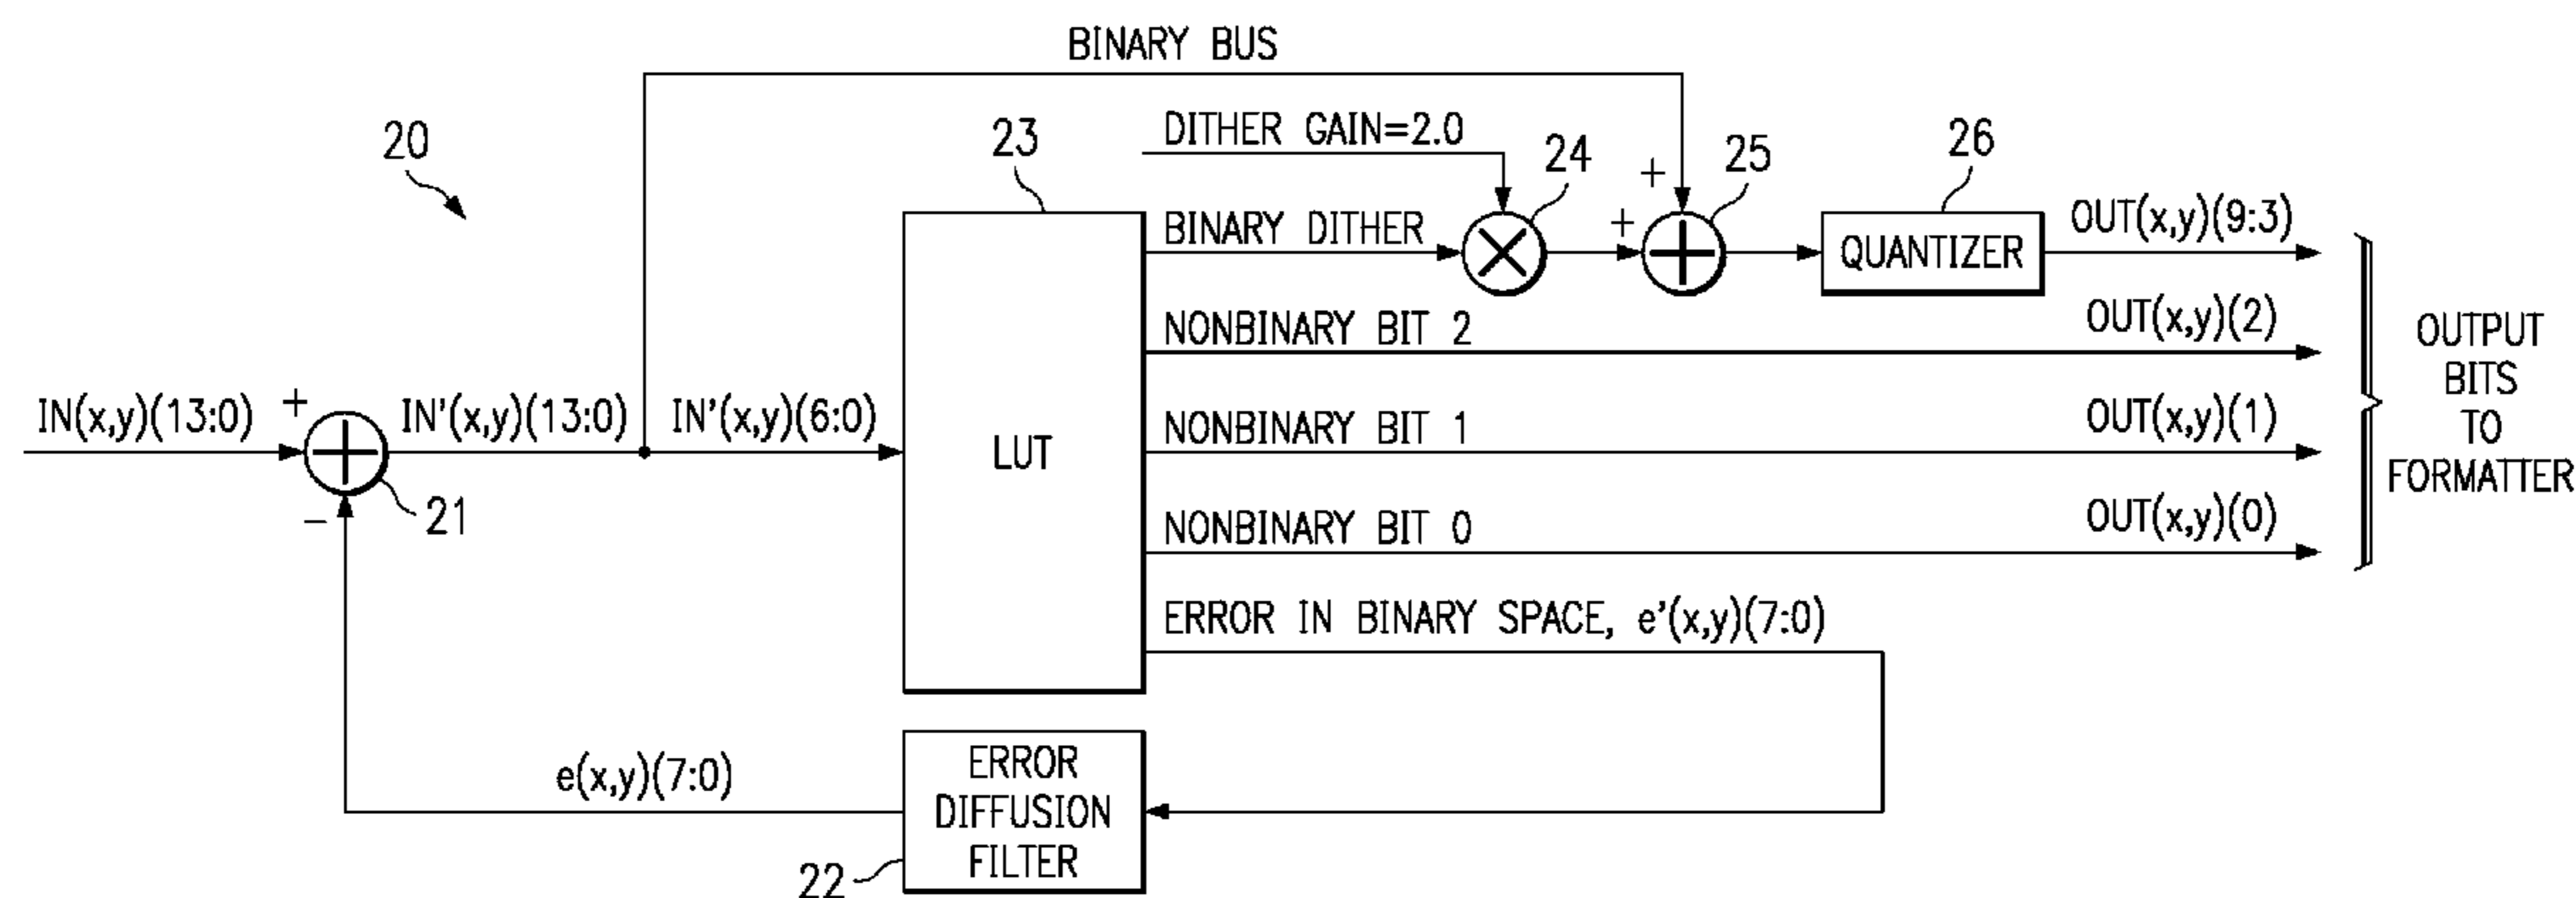 BINARY BUS
20
23
DITHER GAIN=2.0
24
+
25
26
BINARY DITHER
+
QUANTIZER
OUT(x,y)(9:3)
NONBINARY BIT 2
OUT(x,y)(2)
IN(x,y)(13:0)
+
IN'(x,y)(13:0)
IN'(x,y)(6:0)
LUT
NONBINARY BIT 1
OUT(x,y)(1)
OUTPUT
BITS
TO
FORMATTER
−
21
NONBINARY BIT 0
OUT(x,y)(0)
ERROR IN BINARY SPACE, e'(x,y)(7:0)
e(x,y)(7:0)
ERROR
DIFFUSION
FILTER
22